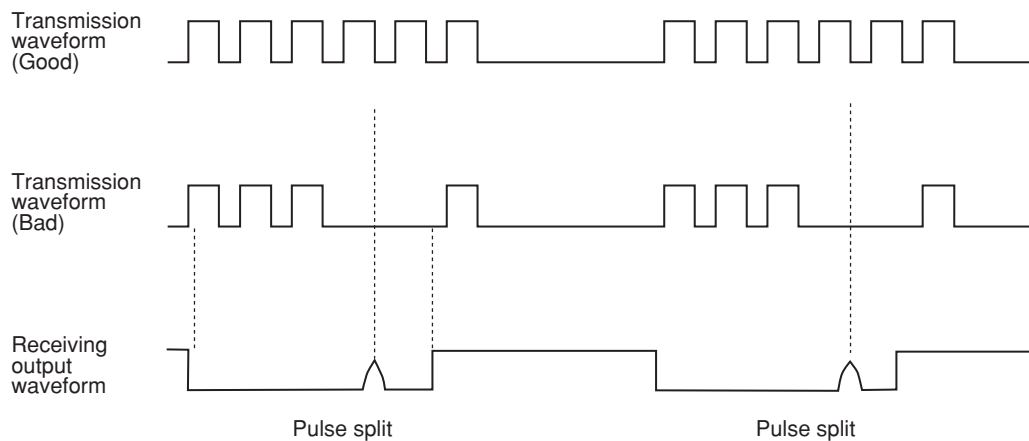 Transmission
waveform
(Good)
Transmission
waveform
(Bad)
Receiving
output
waveform
Pulse split
Pulse split